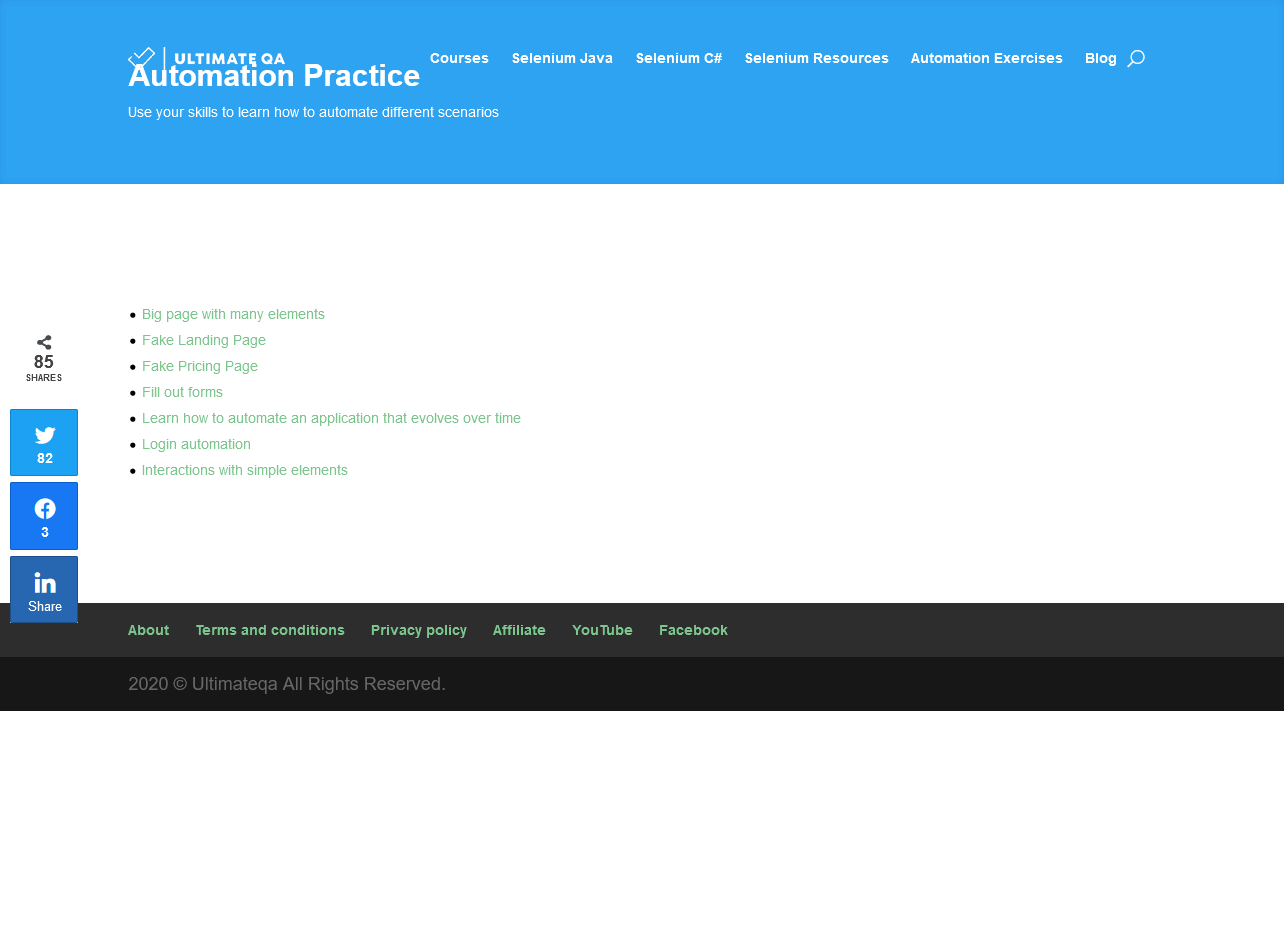 ULTIMATE QA
Courses
Selenium Java
Selenium C#
Selenium Resources
Automation Exercises
Blog
Automation Practice
Use your skills to learn how to automate different scenarios
Big page with many elements
Fake Landing Page
Fake Pricing Page
Fill out forms
Learn how to automate an application that evolves over time
Login automation
Interactions with simple elements
85
SHARES
82
3
Share
About
Terms and conditions
Privacy policy
Affiliate
YouTube
Facebook
2020 © Ultimateqa All Rights Reserved.